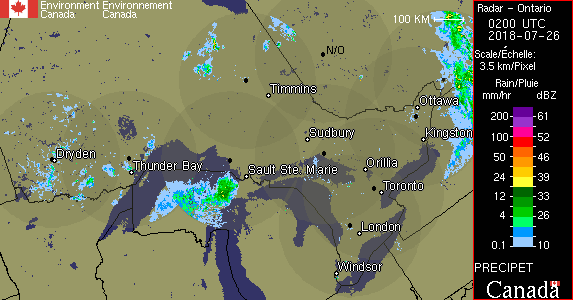 Environment Environnement
Canada Canada
100 KM
N/O
Timmins
Ottawa
Sudbury
Kingston
Dryden
Thunder Bay
Sault Ste. Marie
Orillia
Toronto
London
Windsor
Radar - Ontario
0200 UTC
2018-07-26
Scale/Échelle:
3.5 km/Pixel
Rain/Pluie
mm/hr dBZ
200 61
100 52
50 46
24 39
12 33
4 26
0.1 10
PRECIPET
Canada